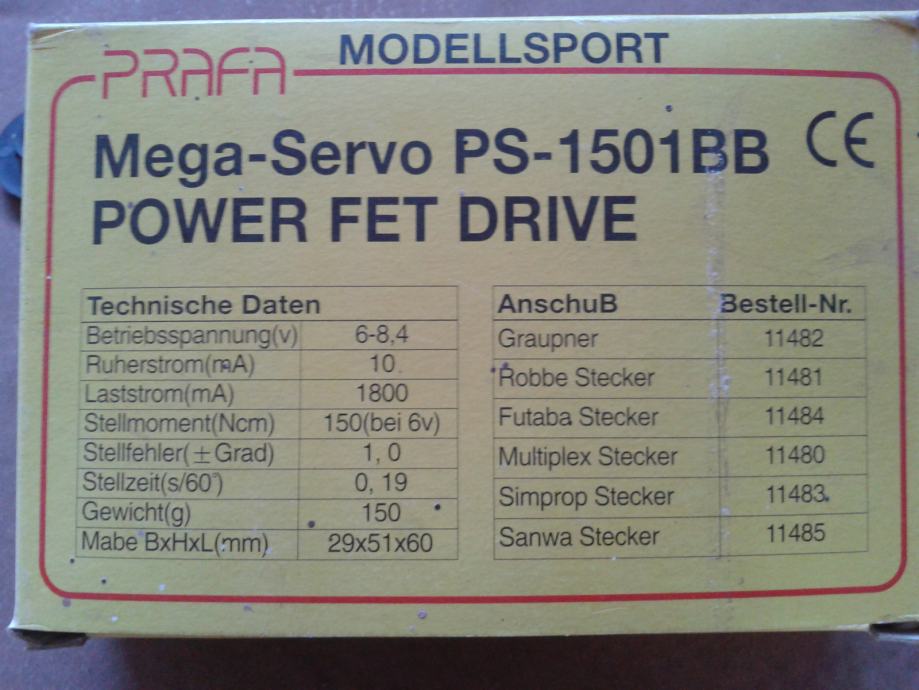 PRAFA MODELLSPORT
Mega-Servo PS-1501BB CE
POWER FET DRIVE
Technische Daten
Betriebsspannung(v) 6-8,4
Ruherstrom(mA) 10
Laststrom(mA) 1800
Stellmoment(Ncm) 150(bei 6v)
Stellfehler(±Grad) 1, 0
Stellzeit(s/60°) 0, 19
Gewicht(g) 150
Mabe BxHxL(mm) 29x51x60
AnschuB Bestell-Nr.
Graupner 11482
Robbe Stecker 11481
Futaba Stecker 11484
Multiplex Stecker 11480
Simprop Stecker 11483
Sanwa Stecker 11485